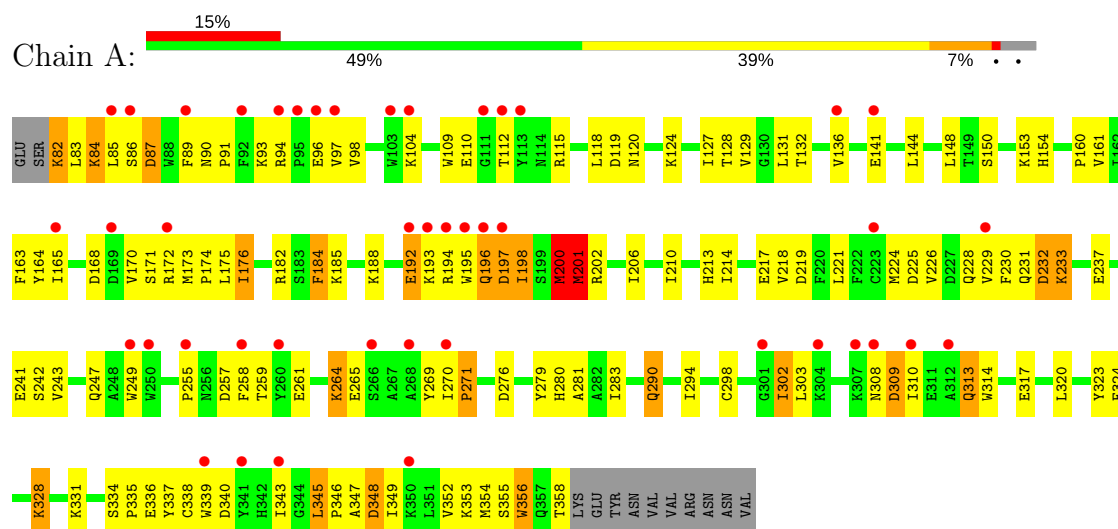 15%
Chain A:
49% 39% 7% • •
GLU SER K82 L83 K84 L85 S86 D87 W88 F89 N90 P91 F92 K93 R94 P95 E96 V97 V98 W103 K104 W109 E110 G111 T112 Y113 N114 R115 L118 D119 N120 K124 I127 T128 V129 G130 L131 T132 V136 E141 L144 L148 T149 S150 K153 H154 P160 V161 I162
F163 Y164 I165 D168 D169 V170 S171 R172 M173 P174 L175 I176 R182 S183 F184 K185 K188 E192 K193 R194 W195 Q196 D197 I198 S199 M200 M201 R202 I206 I210 H213 I214 E217 V218 D219 F220 L221 F222 C223 M224 D225 V226 D227 Q228 V229 F230 Q231 D232 K233 E237
E241 S242 V243 Q247 A248 W249 W250 P255 N256 D257 F258 T259 Y260 E261 K264 E265 S266 A267 A268 Y269 I270 P271 D276 Y279 H280 A281 A282 I283 Q290 I294 C298 G301 I302 L303 K304 K307 N308 D309 I310 E311 A312 Q313 W314 E317 L320 Y323
K328 K331 S334 P335 E336 Y337 C338 W339 D340 Y341 H342 I343 G344 L345 P346 A347 D348 I349 K350 L351 V352 K353 M354 S355 W356 Q357 T358 LYS GLU TYR ASN VAL VAL ARG ASN ASN VAL